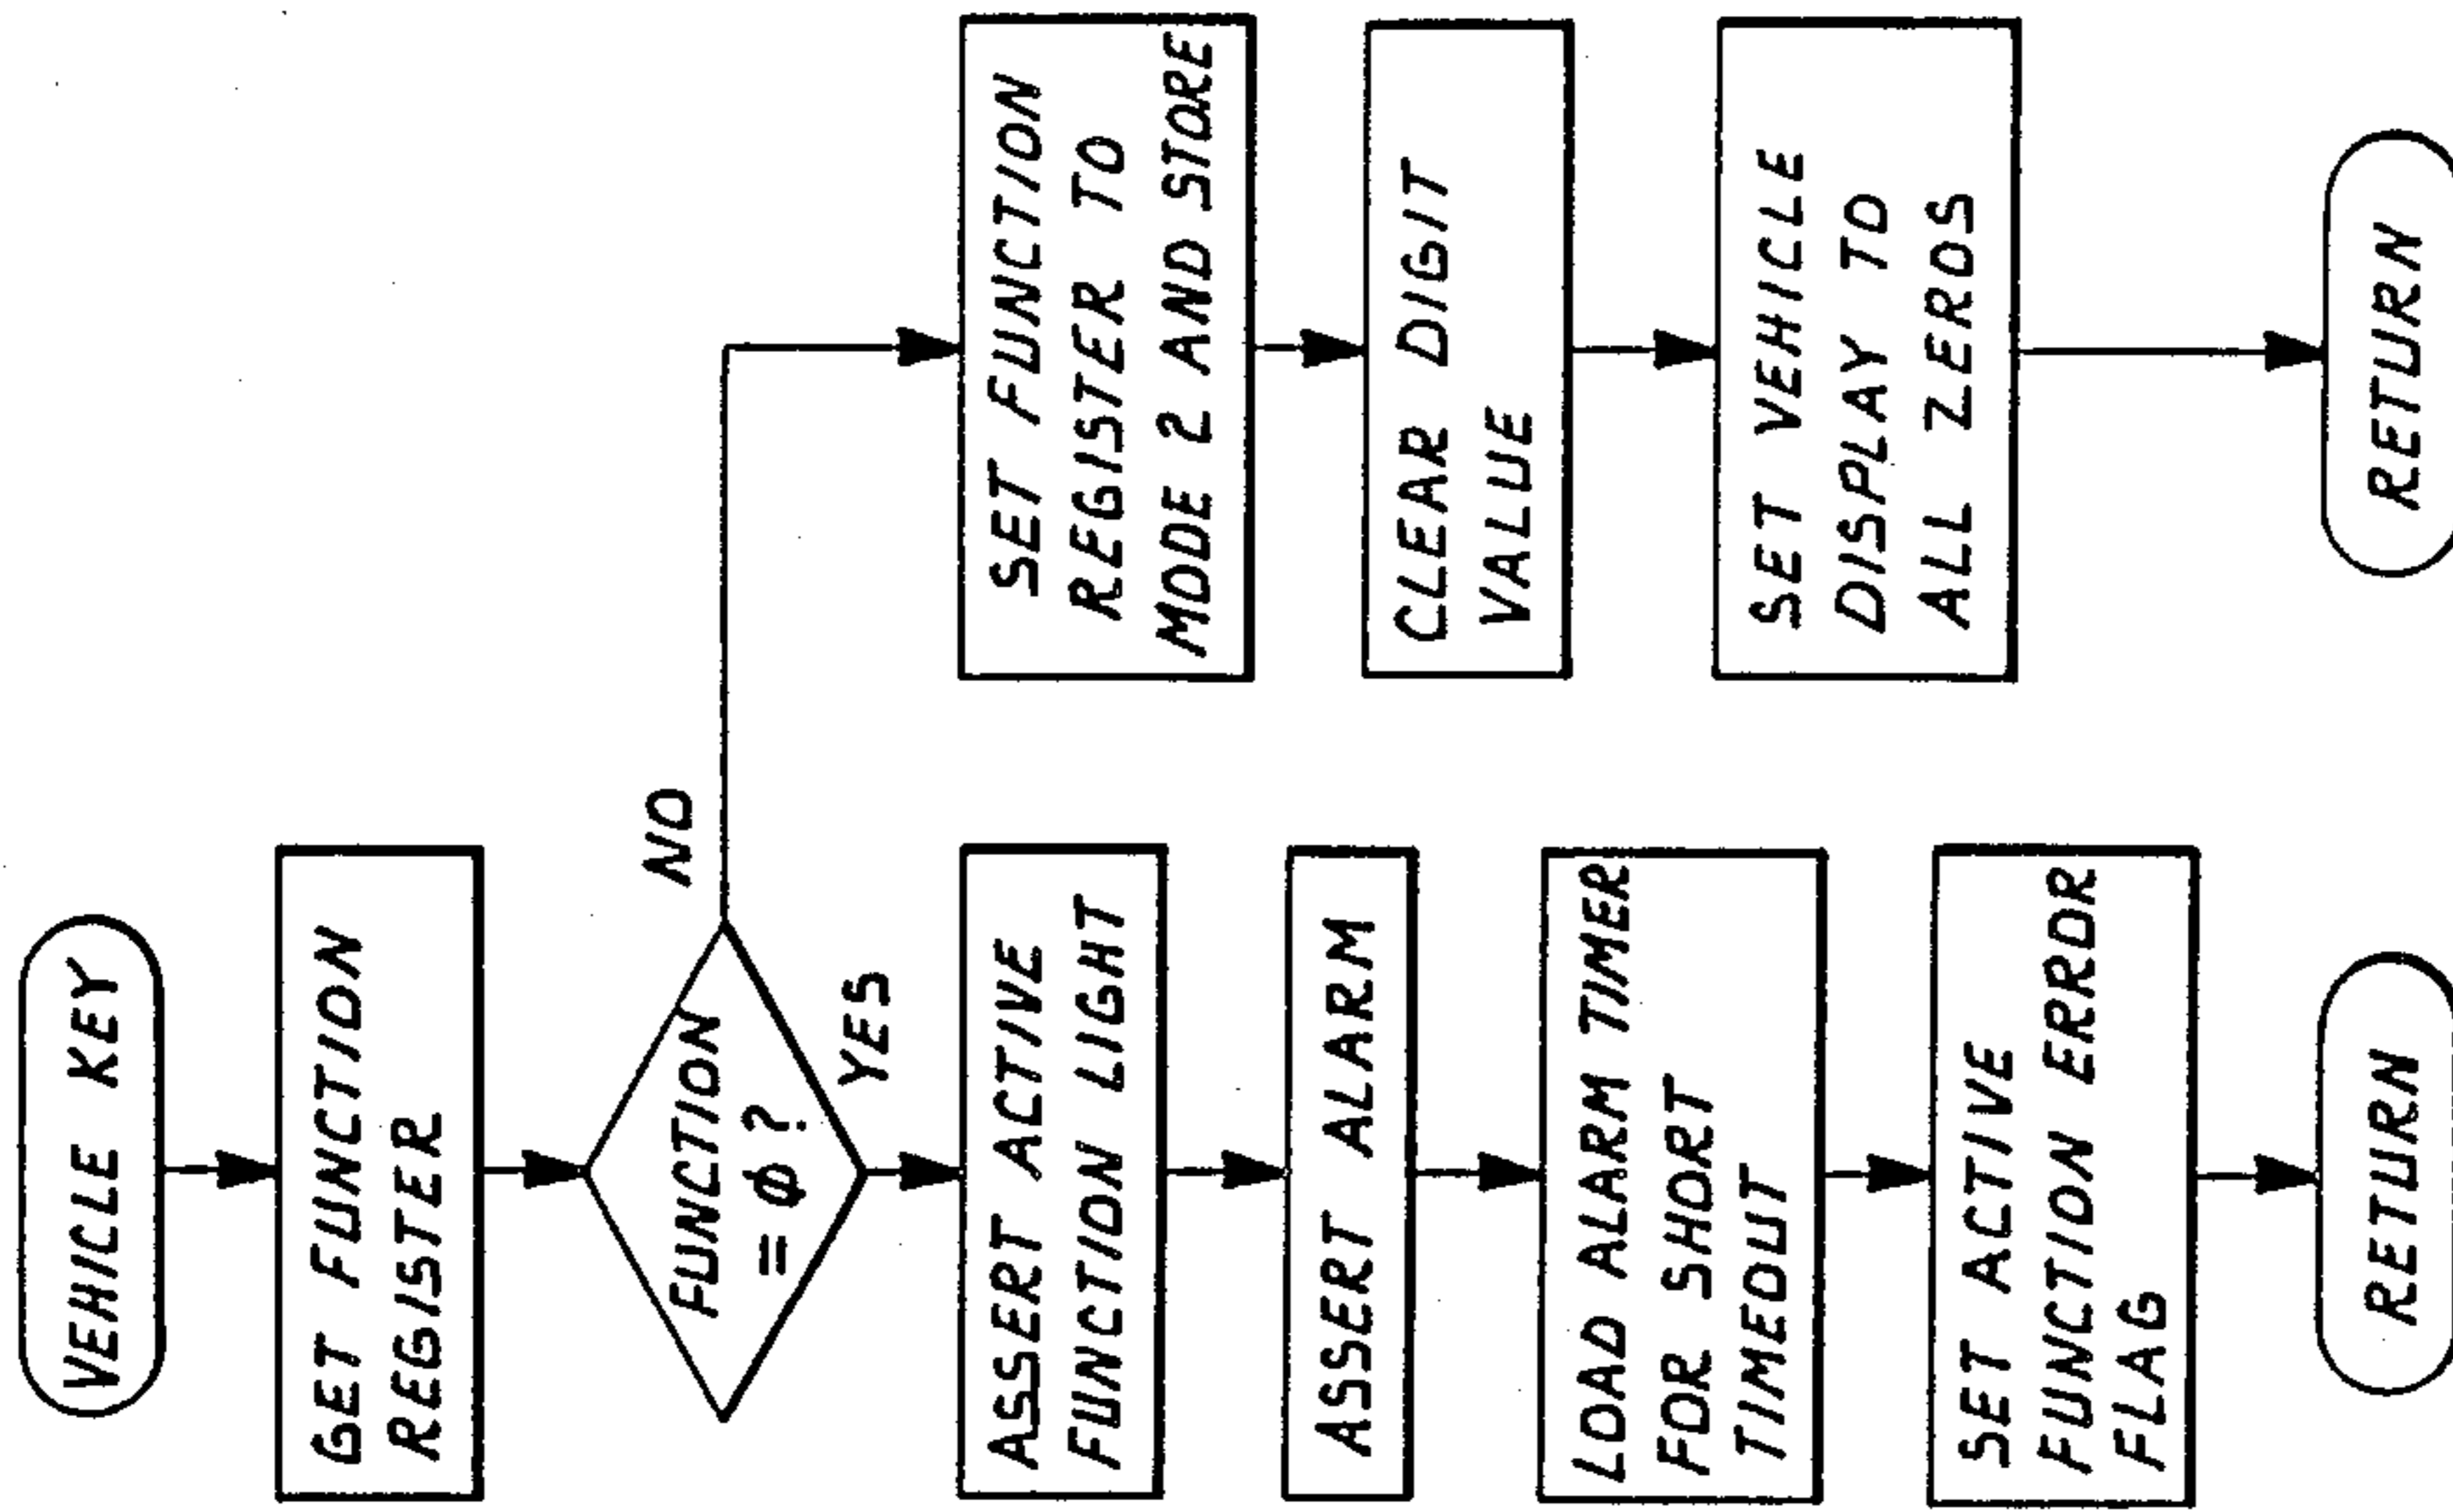 VEHICLE KEY
GET FUNCTION
REGISTER
FUNCTION
= φ ?
NO
YES
ASSERT ACTIVE
FUNCTION LIGHT
ASSERT ALARM
LOAD ALARM TIMER
FOR SHORT
TIMEOUT
SET ACTIVE
FUNCTION ERROR
FLAG
RETURN
SET FUNCTION
REGISTER TO
MODE 2 AND STORE
CLEAR DIGIT
VALUE
SET VEHICLE
DISPLAY TO
ALL ZEROS
RETURN